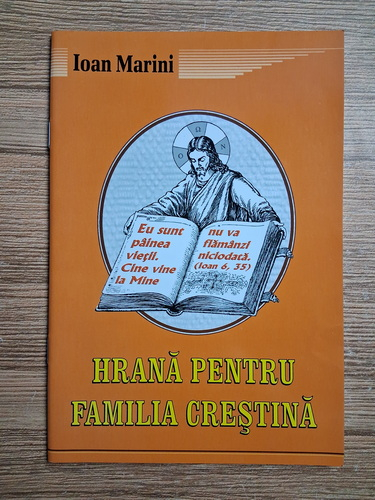 Ioan Marini
Ο Ω Ν
Eu sunt
pâinea
vieţii.
Cine vine
la Mine
nu va
flămânzi
niciodată.
(Ioan 6, 35)
HRANĂ PENTRU
FAMILIA CREŞTINĂ